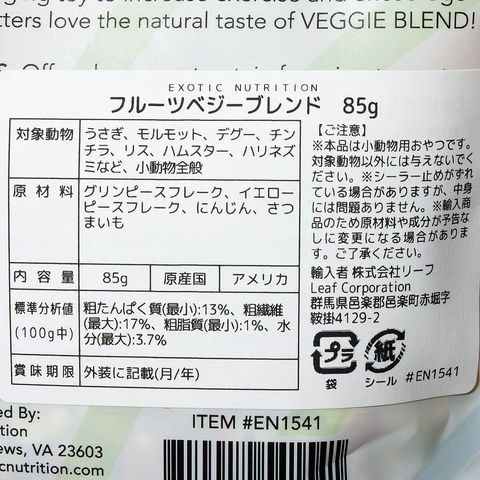 tters love the natural taste of VEGGIE BLEND!
EXOTIC NUTRITION
フルーツベジーブレンド 85g
対象動物
うさぎ、モルモット、デグー、チン
チラ、リス、ハムスター、ハリネズ
ミなど、小動物全般
原材料
グリンピースフレーク、イエロー
ピースフレーク、にんじん、さつ
まいも
内容量 85g 原産国 アメリカ
標準分析値
(100g中)
粗たんぱく質(最小):13%、粗繊維
(最大):17%、粗脂質(最小):1%、水
分(最大):3.7%
賞味期限 外装に記載(月/年)
【ご注意】
※本品は小動物用おやつです。
対象動物以外には与えないでく
ださい。※シーラー止めがずれ
ている場合がありますが、中身
には問題ありません。※輸入商
品のため原材料や成分が予告な
しに変更になる場合がありま
す。ご了承ください。
輸入者 株式会社リーフ
Leaf Corporation
群馬県邑楽郡邑楽町赤堀字
鞍掛4129-2
プラ 紙
袋 シール #EN1541
ed By:
ition
ews, VA 23603
cnutrition.com
ITEM #EN1541